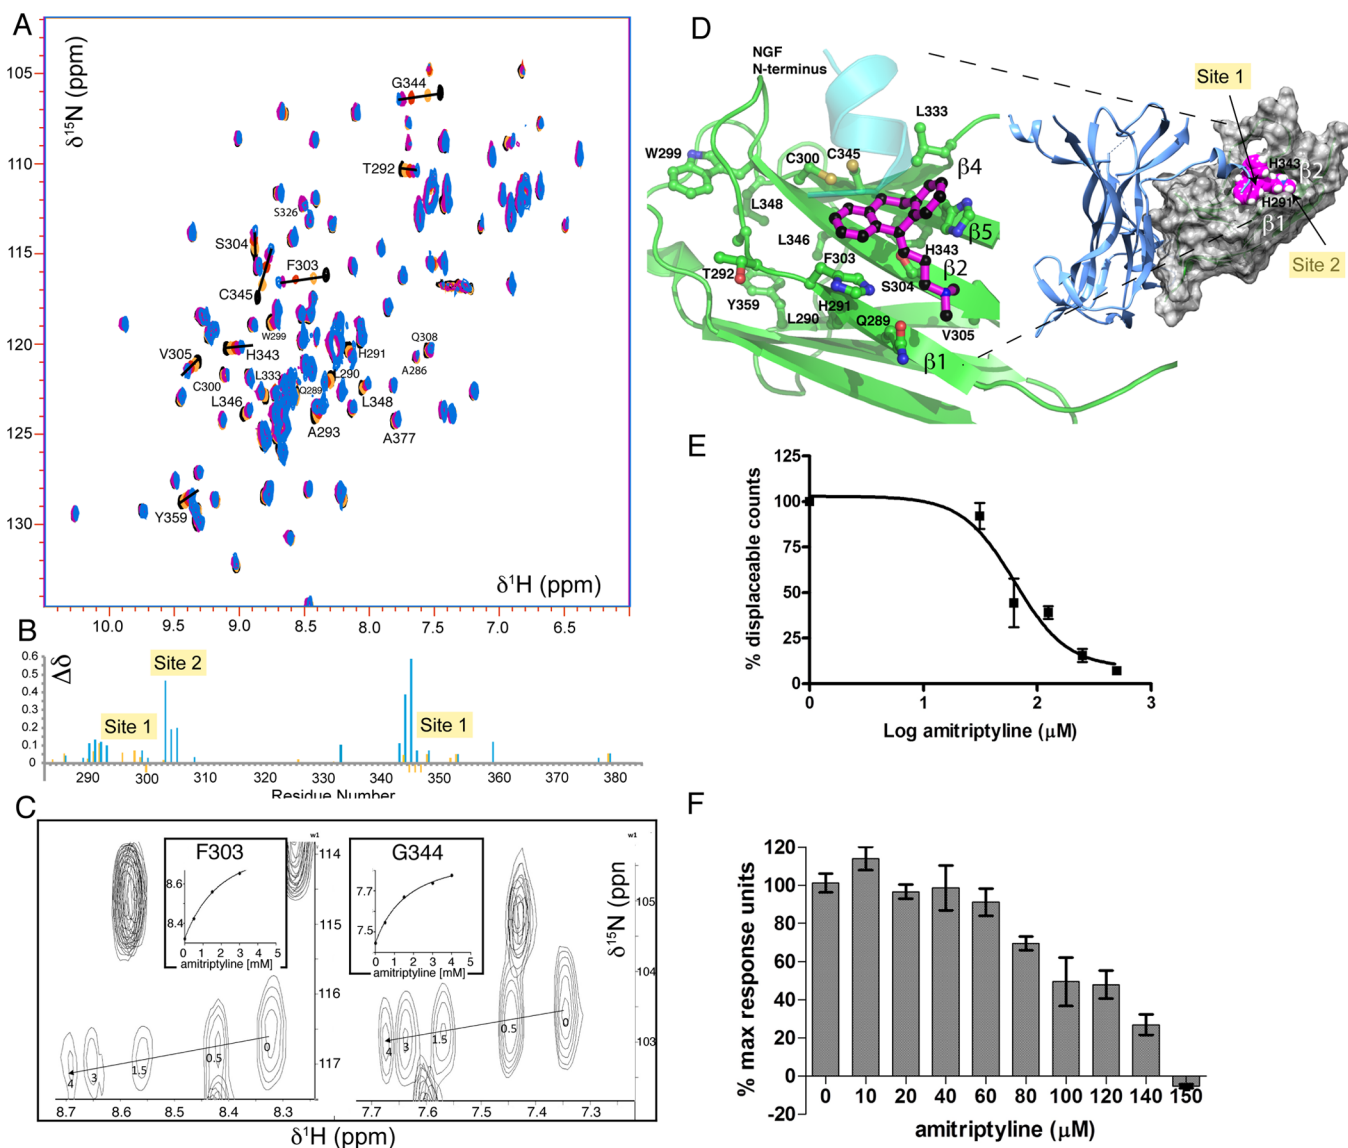 A
δ¹⁵N (ppm)
105
110
115
120
125
130
G344
T292
S326
S304
F303
C345
W299
V305
H343
H291
Q308
A286
C300
L333
L290
Q289
L346
L348
A293
A377
Y359
δ¹H (ppm)
10.0 9.0 8.5 8.0 7.5 7.0 6.5
B
Δδ
0.6
0.5
0.4
0.3
0.2
0.1
0
Site 2
Site 1
Site 1
290 300 310 320 330 340 350 360 370 380
Residue Number
C
F303
8.6
8.4
0 1 2 3 4 5
amitriptyline [mM]
w1
114
115
116
117
4 3 1.5 0.5 0
8.7 8.6 8.5 8.4 8.3
G344
7.7
7.5
0 1 2 3 4 5
amitriptyline [mM]
w1
δ¹⁵N (ppn
105
104
103
4 3 1.5 0.5 0
7.7 7.6 7.5 7.4 7.3
δ¹H (ppm)
D
NGF
N-terminus
L333
W299
C300
C345
β4
L348
L346
β5
H343
T292
F303
β2
S304
Y359
H291
L290
Q289
V305
β1
Site 1
H343
β2
H291
β1
Site 2
E
% displaceable counts
125
100
75
50
25
0
0 1 2 3
Log amitriptyline (μM)
F
% max response units
120
100
80
60
40
20
0
-20
0 10 20 40 60 80 100 120 140 150
amitriptyline [μM]